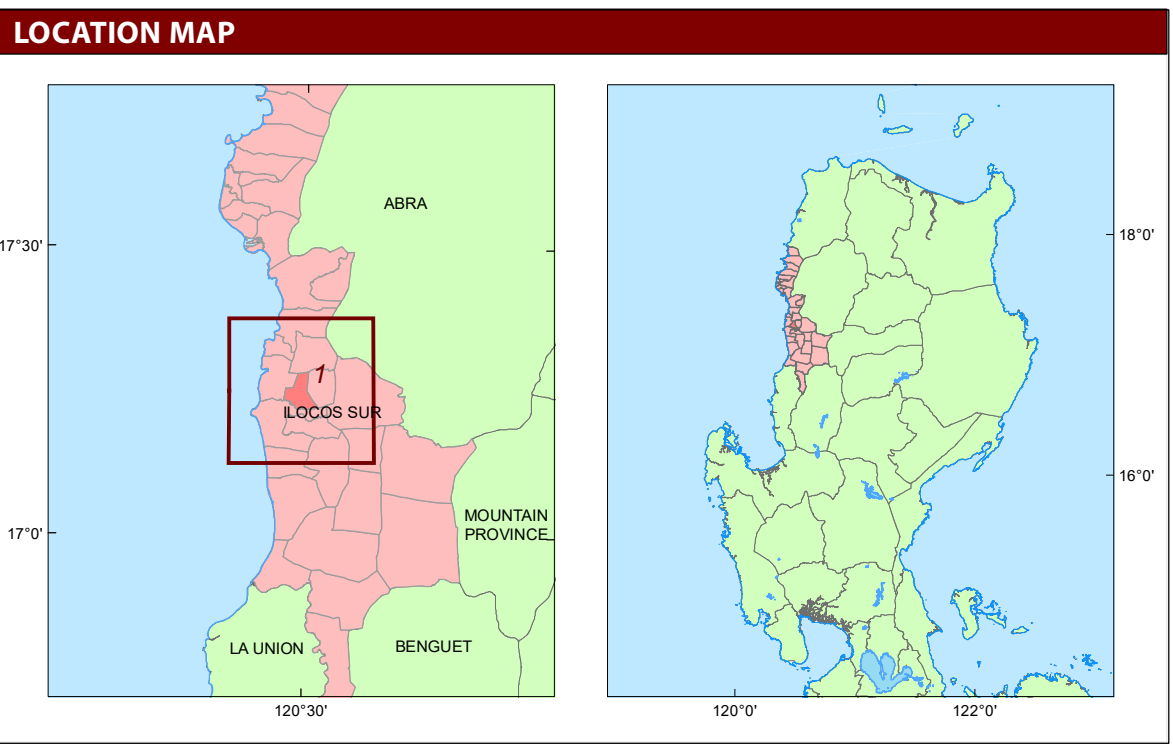 LOCATION MAP
ABRA
17°30'
1
ILOCOS SUR
MOUNTAIN
PROVINCE
17°0'
LA UNION
BENGUET
120°30'
18°0'
16°0'
120°0'
122°0'